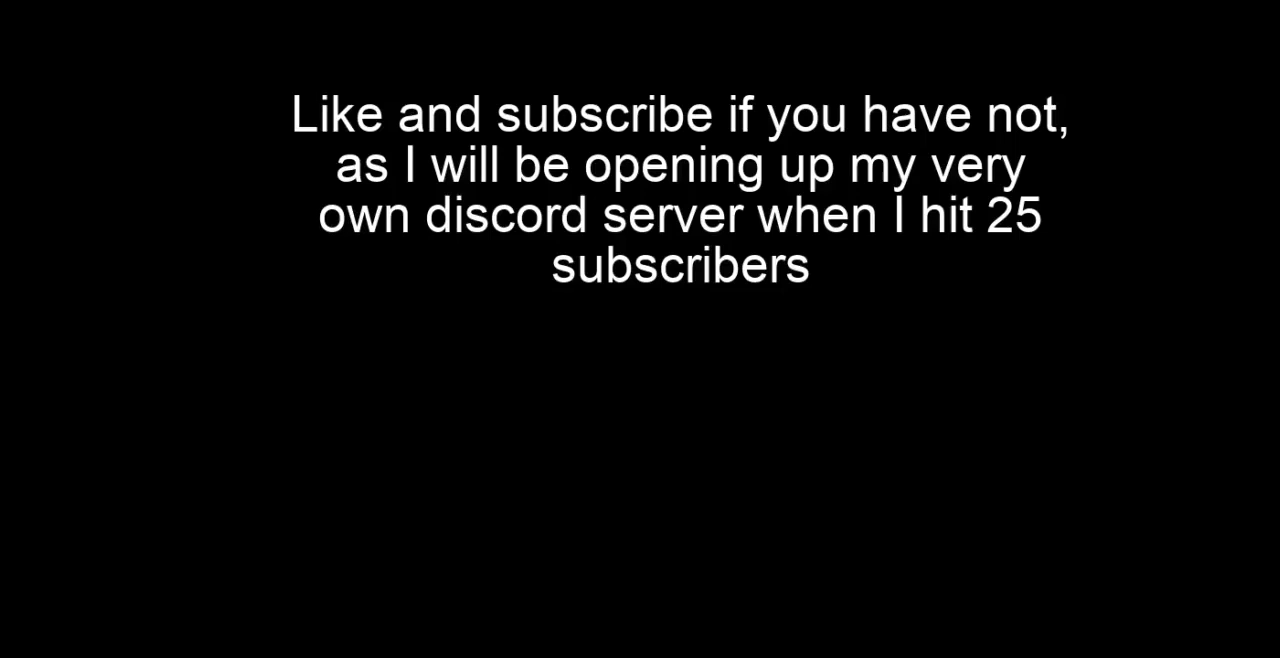 Like and subscribe if you have not,
as I will be opening up my very
own discord server when I hit 25
subscribers